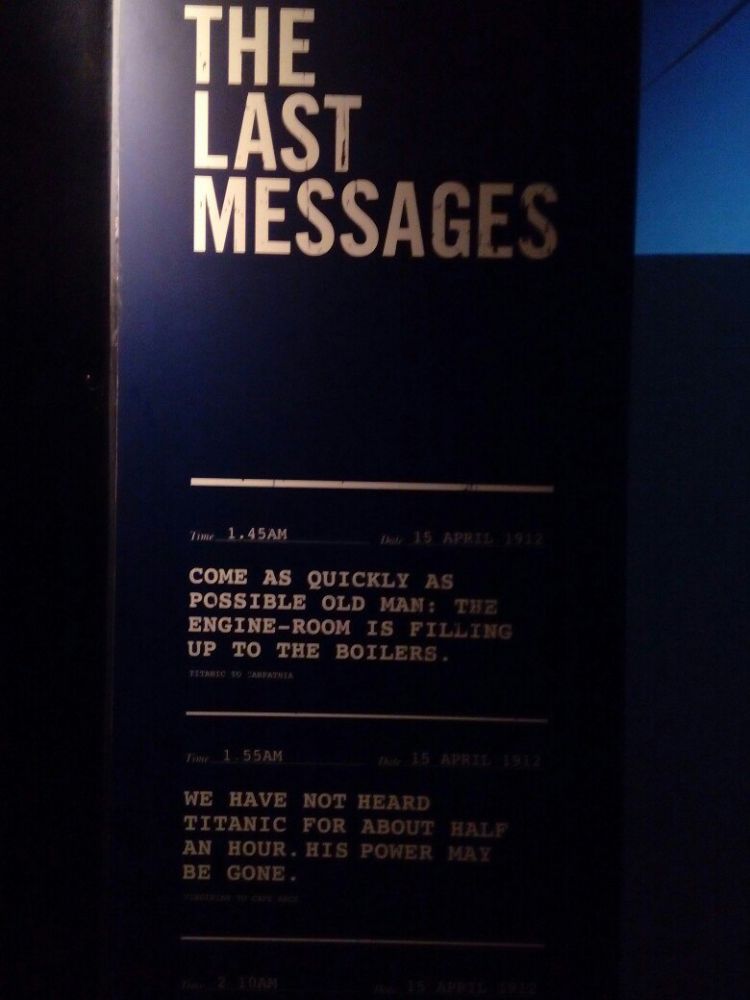 THE
LAST
MESSAGES
Time 1.45AM Date 15 APRIL 1912
COME AS QUICKLY AS
POSSIBLE OLD MAN: THE
ENGINE-ROOM IS FILLING
UP TO THE BOILERS.
TITANIC TO CARPATHIA
Time 1.55AM Date 15 APRIL 1912
WE HAVE NOT HEARD
TITANIC FOR ABOUT HALF
AN HOUR. HIS POWER MAY
BE GONE.
TO CAPE RACE
Time 2.10AM Date 15 APRIL 1912